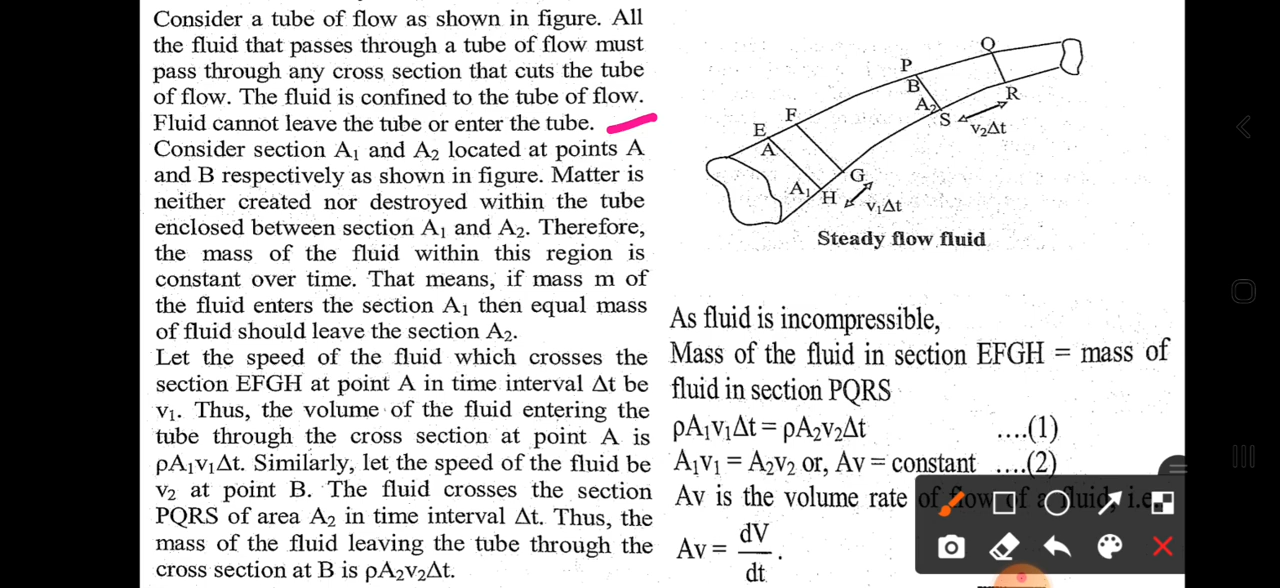 Consider a tube of flow as shown in figure. All
the fluid that passes through a tube of flow must
pass through any cross section that cuts the tube
of flow. The fluid is confined to the tube of flow.
Fluid cannot leave the tube or enter the tube.
Consider section A₁ and A₂ located at points A
and B respectively as shown in figure. Matter is
neither created nor destroyed within the tube
enclosed between section A₁ and A₂. Therefore,
the mass of the fluid within this region is
constant over time. That means, if mass m of
the fluid enters the section A₁ then equal mass
of fluid should leave the section A₂.
Let the speed of the fluid which crosses the
section EFGH at point A in time interval Δt be
v₁. Thus, the volume of the fluid entering the
tube through the cross section at point A is
ρA₁v₁Δt. Similarly, let the speed of the fluid be
v₂ at point B. The fluid crosses the section
PQRS of area A₂ in time interval Δt. Thus, the
mass of the fluid leaving the tube through the
cross section at B is ρA₂v₂Δt.
Q
P
B
R
A₂
S
v₂Δt
F
E
A
G
A₁
H
v₁Δt
Steady flow fluid
As fluid is incompressible,
Mass of the fluid in section EFGH = mass of
fluid in section PQRS
ρA₁v₁Δt = ρA₂v₂Δt ....(1)
A₁v₁ = A₂v₂ or, Av = constant ....(2)
Av is the volume rate of flow of a fluid, i.e.
Av = dV/dt .